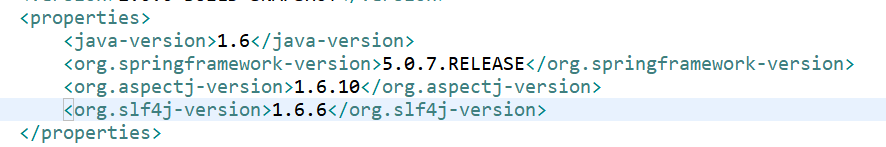 <properties>
<java-version>1.6</java-version>
<org.springframework-version>5.0.7.RELEASE</org.springframework-version>
<org.aspectj-version>1.6.10</org.aspectj-version>
<org.slf4j-version>1.6.6</org.slf4j-version>
</properties>